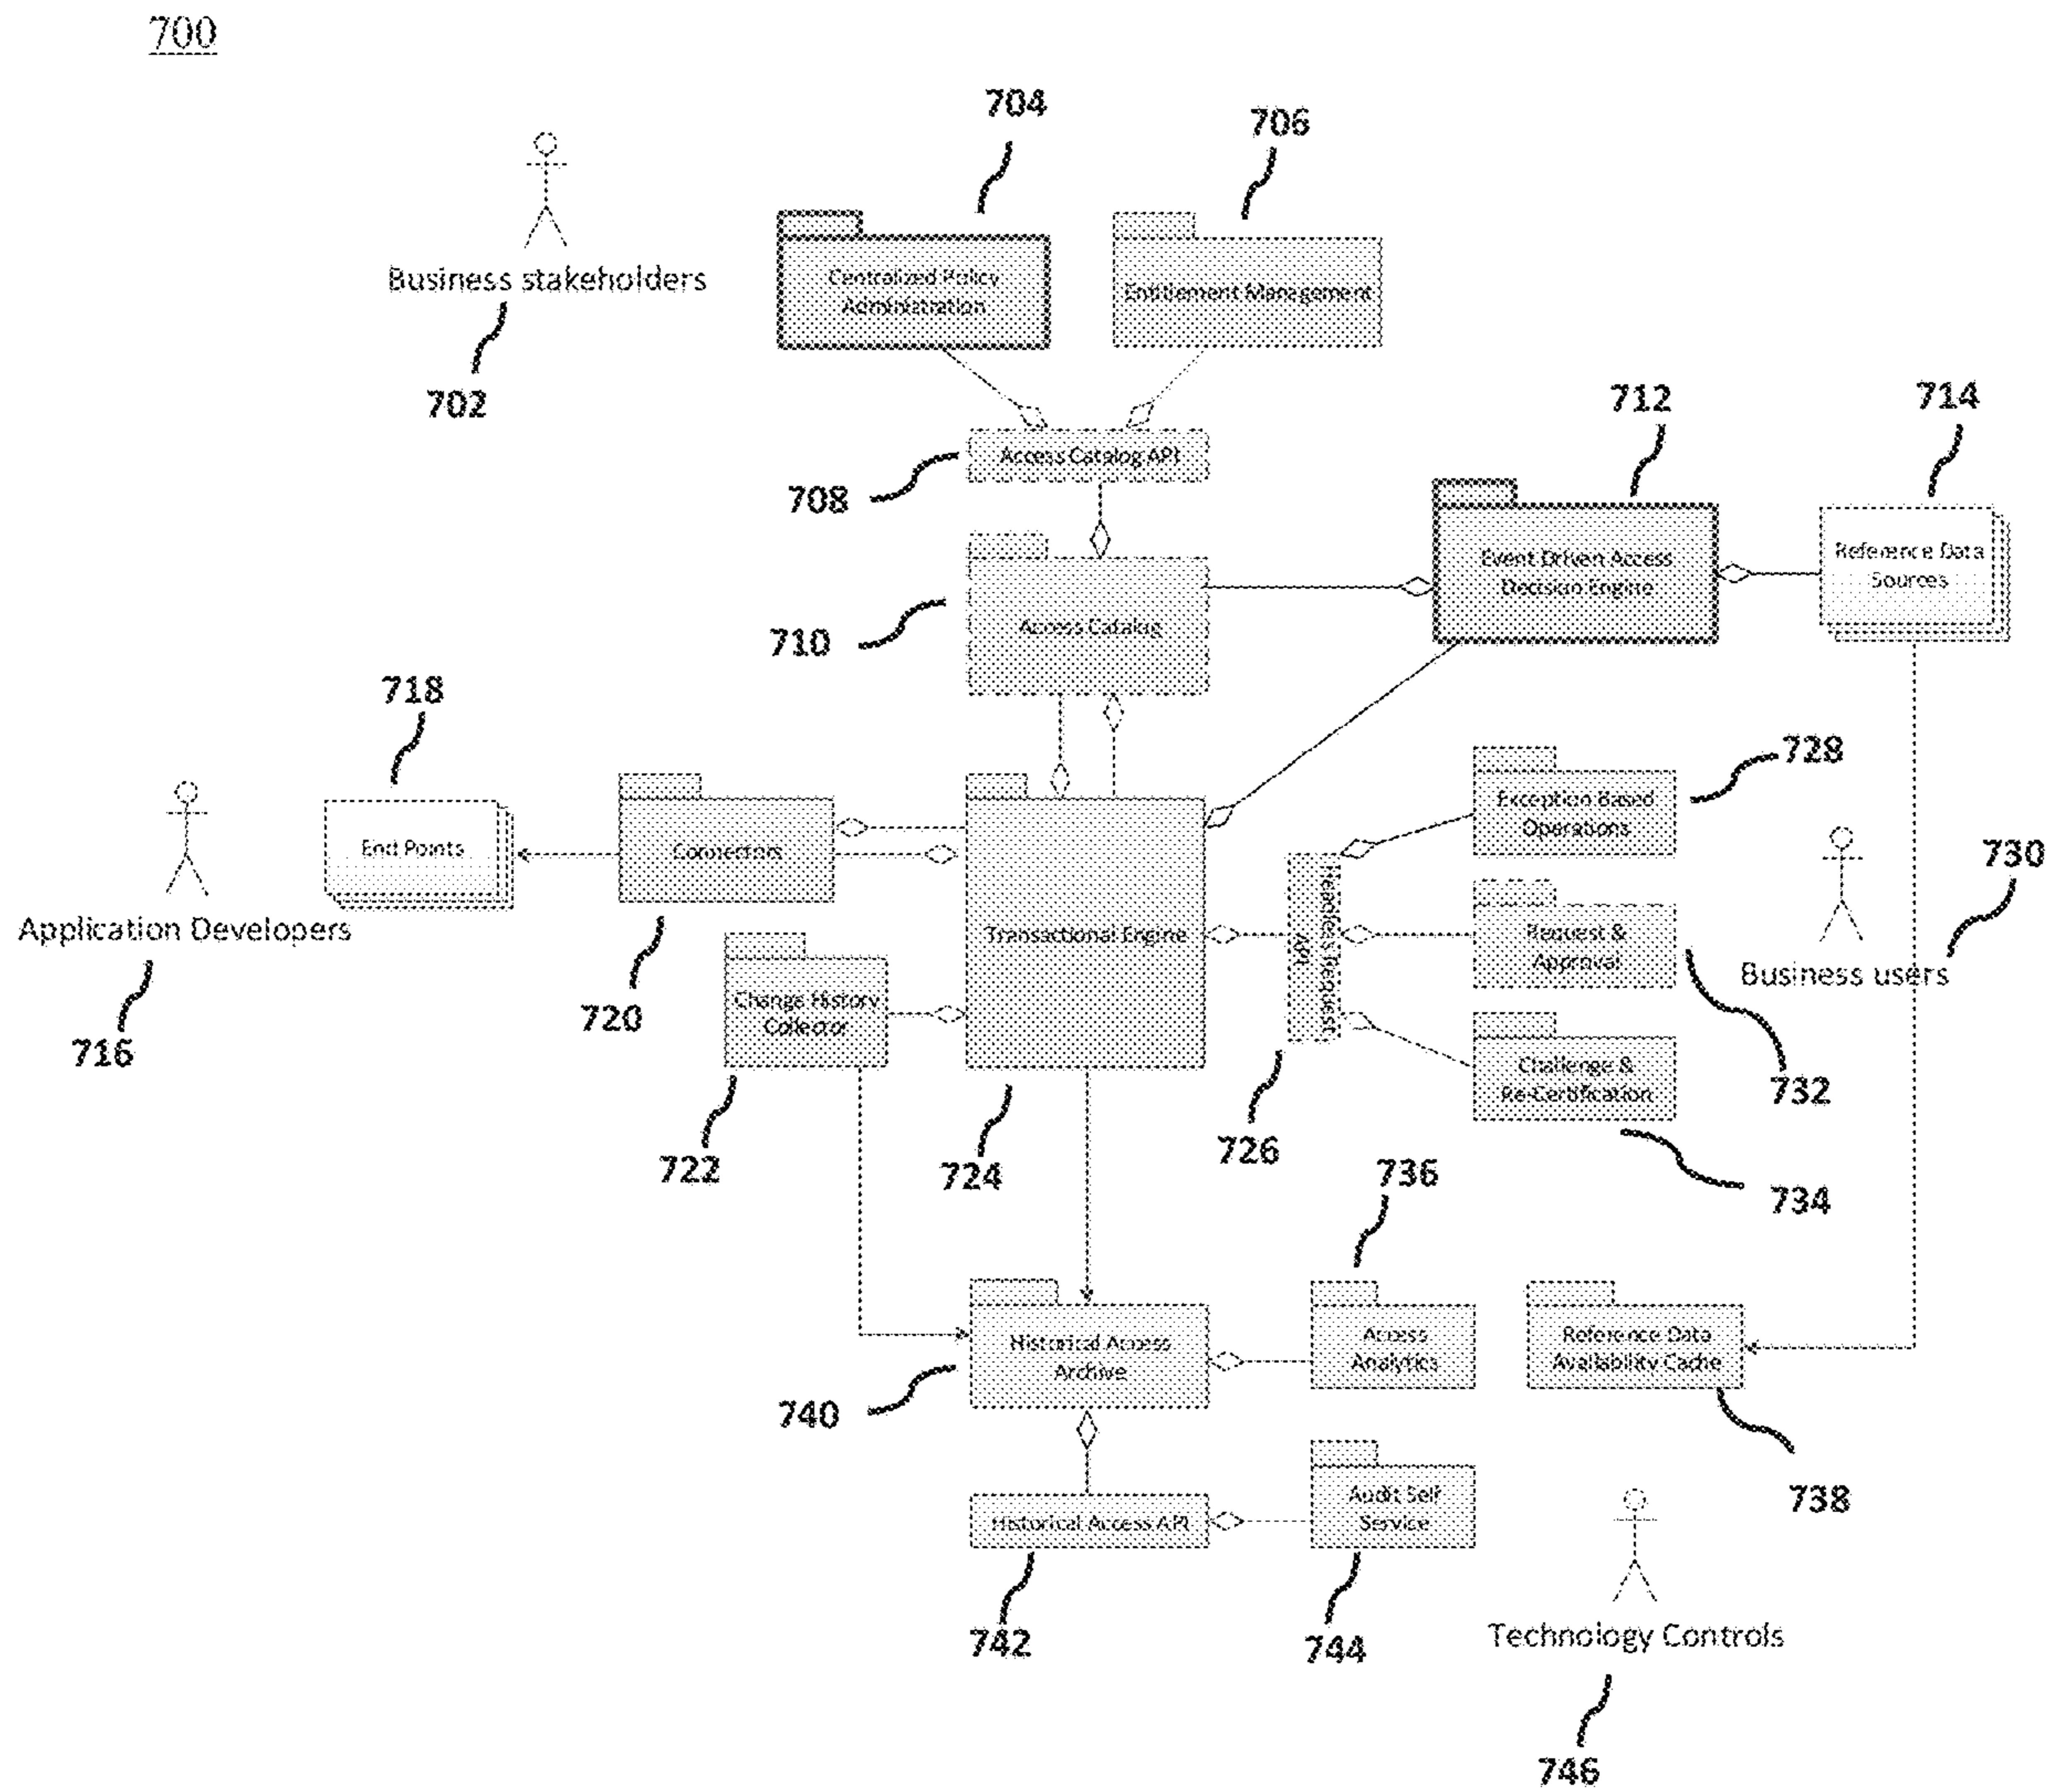 700
704
706
Business stakeholders
702
Centralized Policy
Administration
Entitlement Management
712
714
Access Catalog API
708
Event Driven Access
Decision Engine
Reference Data
Sources
Access Catalog
710
718
728
Exception Based
Operations
End Points
Connectors
730
Application Developers
716
720
Transactional Engine
API
Request &
Approval
Business users
Change History
Collector
Challenge &
Re-Certification
732
722
724
726
736
734
Historical Access
Archive
Access
Analytics
Reference Data
Availability Cache
740
738
Audit Self
Service
Historical Access API
742
744
Technology Controls
746